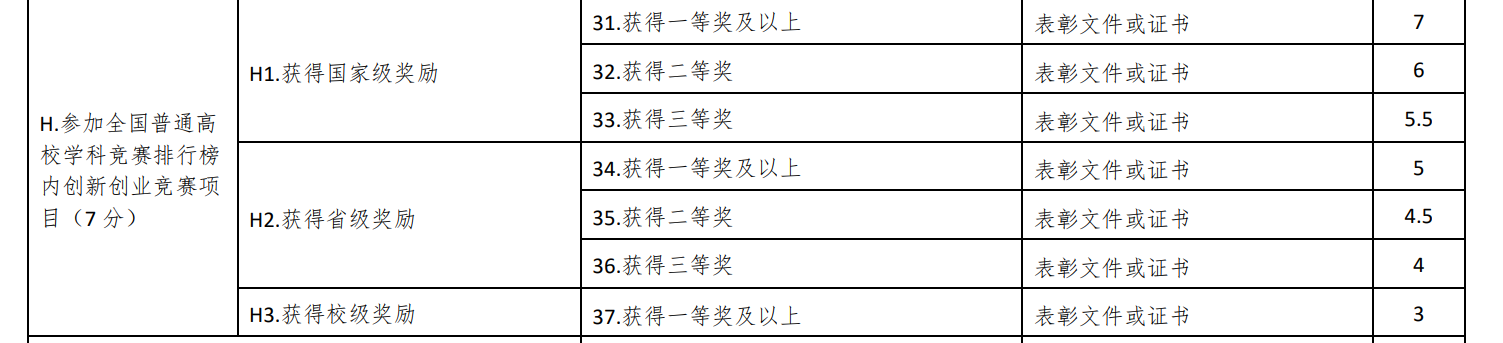 H.参加全国普通高
校学科竞赛排行榜
内创新创业竞赛项
目（7 分）
H1.获得国家级奖励
31.获得一等奖及以上 表彰文件或证书 7
32.获得二等奖 表彰文件或证书 6
33.获得三等奖 表彰文件或证书 5.5
H2.获得省级奖励
34.获得一等奖及以上 表彰文件或证书 5
35.获得二等奖 表彰文件或证书 4.5
36.获得三等奖 表彰文件或证书 4
H3.获得校级奖励
37.获得一等奖及以上 表彰文件或证书 3